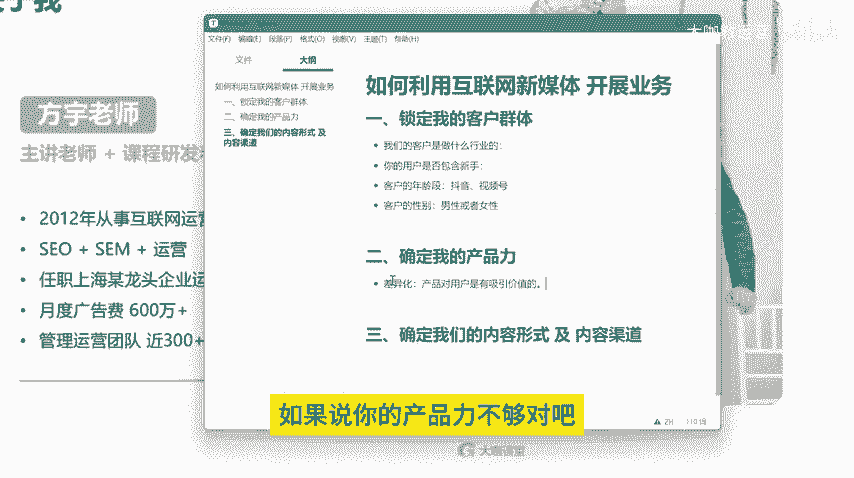 于我
方宇老师
主讲老师 + 课程研发
2012年从事互联网运营
SEO + SEM + 运营
任职上海某龙头企业运
月度广告费 600万+
管理运营团队 近300+
文件(F) 编辑(E) 段落(P) 格式(O) 视图(V) 主题(T) 帮助(H)
文件 大纲
如何利用互联网新媒体 开展业务
一、锁定我的客户群体
二、确定我的产品力
三、确定我们的内容形式 及
内容渠道
如何利用互联网新媒体 开展业务
一、锁定我的客户群体
我们的客户是做什么行业的:
你的用户是否包含新手:
客户的年龄段: 抖音、视频号
客户的性别: 男性或者女性
二、确定我的产品力
差异化: 产品对用户是有吸引价值的。
三、确定我们的内容形式 及 内容渠道
ZH 110 词
如果说你的产品力不够对吧
大咖课堂